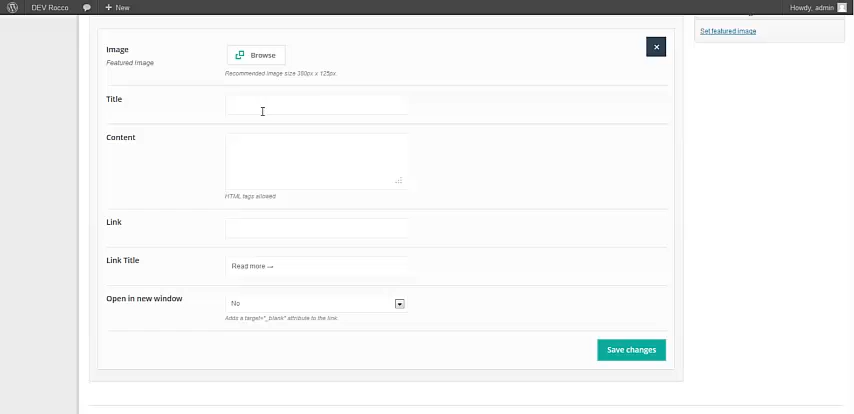 DEV Rocco
+ New
Howdy, admin
Set featured image
Image
Browse
Featured Image
Recommended image size 380px x 125px.
Title
Content
HTML tags allowed
Link
Link Title
Read more →
Open in new window
No
Adds a target="_blank" attribute to the link
Save changes